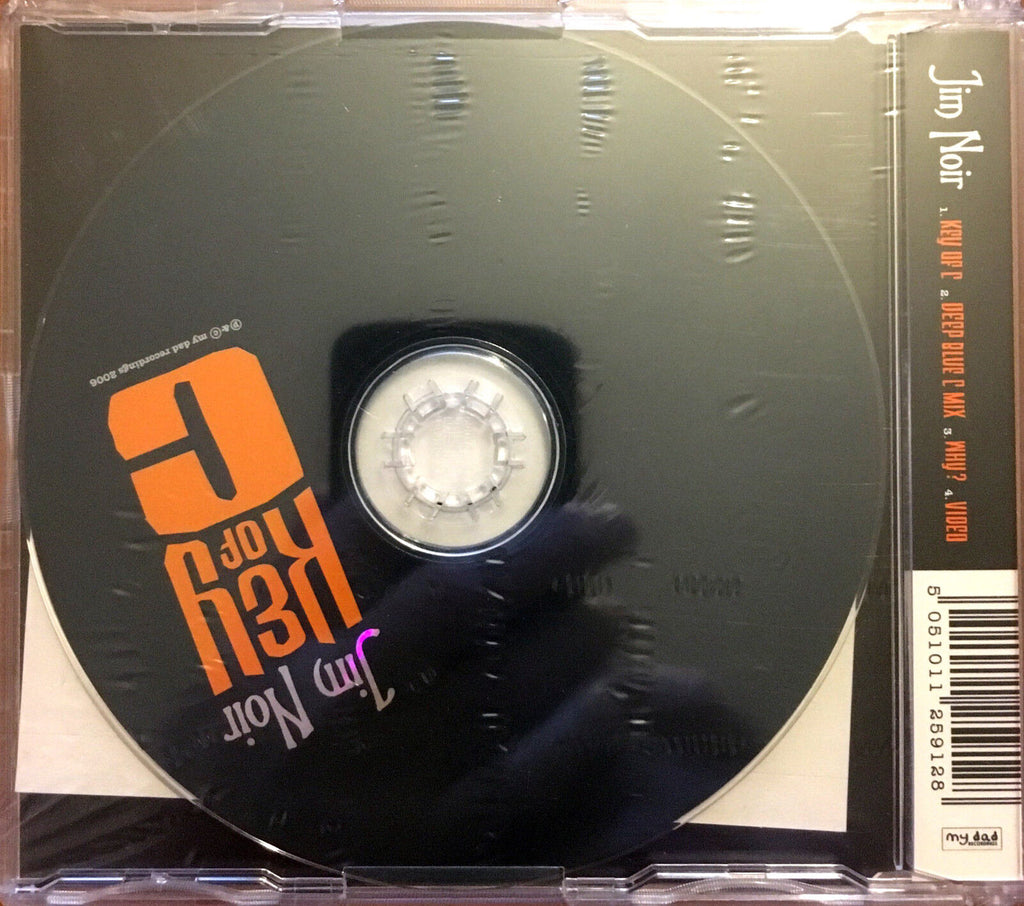 Jim Noir
KEY
OF
C
℗ & © my dad recordings 2006
Jim Noir 1. KEY OF C 2. DEEP BLUE C MIX 3. WHY? 4. VIDEO
5 051011 259128
my dad
RECORDINGS